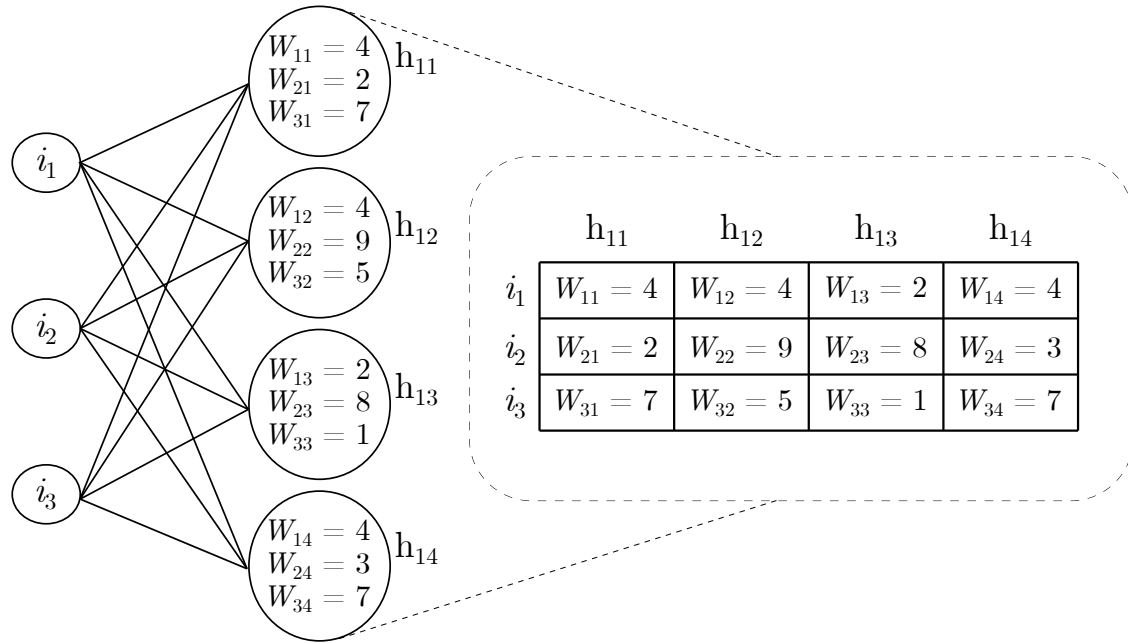 W₁₁ = 4
W₂₁ = 2
W₃₁ = 7
h₁₁
i₁
W₁₂ = 4
W₂₂ = 9
W₃₂ = 5
h₁₂
i₂
W₁₃ = 2
W₂₃ = 8
W₃₃ = 1
h₁₃
i₃
W₁₄ = 4
W₂₄ = 3
W₃₄ = 7
h₁₄
h₁₁ h₁₂ h₁₃ h₁₄
i₁ W₁₁ = 4 W₁₂ = 4 W₁₃ = 2 W₁₄ = 4
i₂ W₂₁ = 2 W₂₂ = 9 W₂₃ = 8 W₂₄ = 3
i₃ W₃₁ = 7 W₃₂ = 5 W₃₃ = 1 W₃₄ = 7